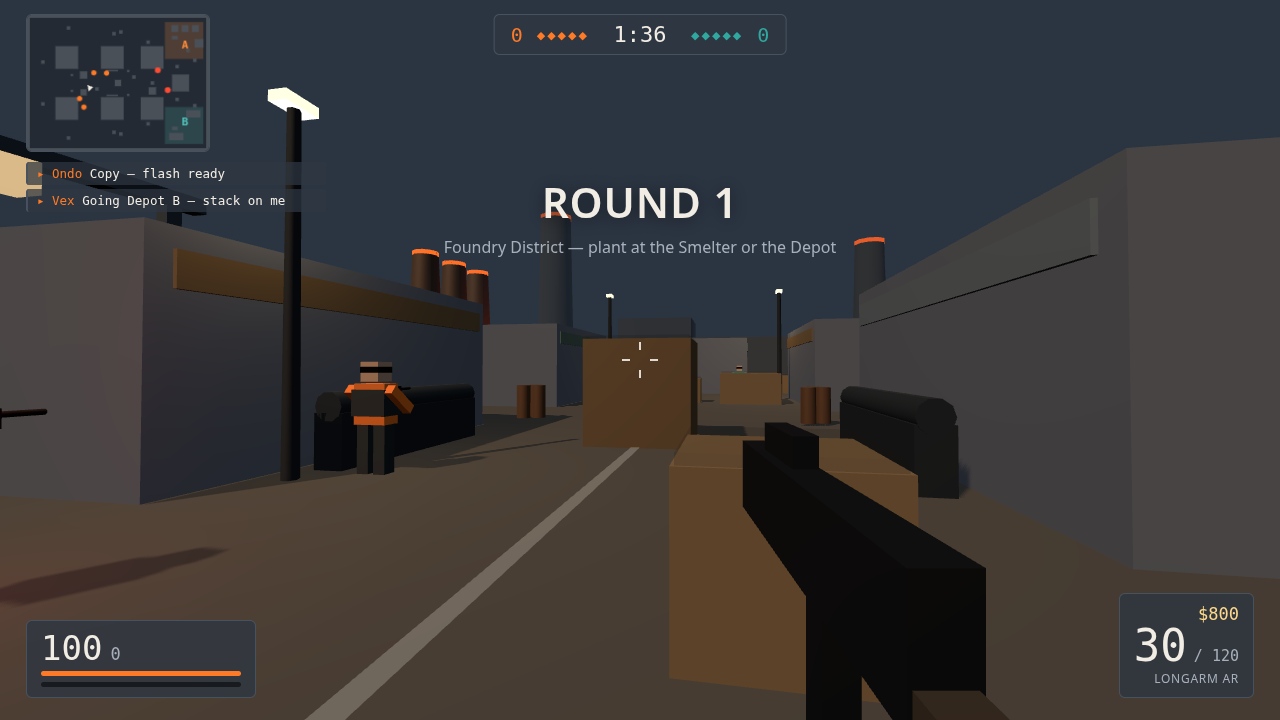 A
B
▸ Ondo Copy — flash ready
▸ Vex Going Depot B — stack on me
0 ◆◆◆◆◆ 1:36 ◆◆◆◆◆ 0
ROUND 1
Foundry District — plant at the Smelter or the Depot
100 0
$800
30 / 120
LONGARM AR